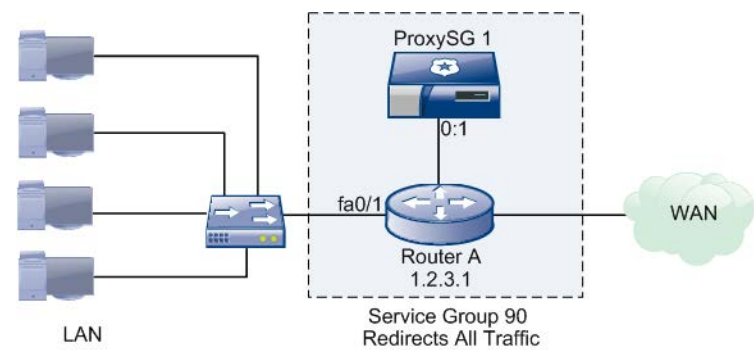 ProxySG 1
0:1
fa0/1
WAN
Router A
1.2.3.1
LAN
Service Group 90
Redirects All Traffic